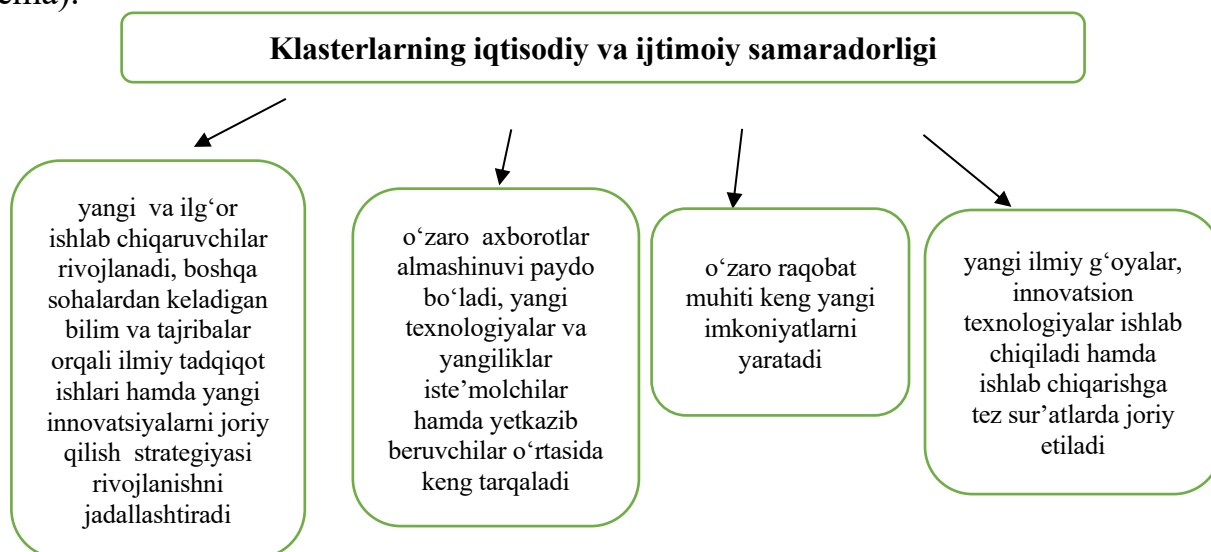 Klasterlarning iqtisodiy va ijtimoiy samaradorligi
yangi va ilg‘or
ishlab chiqaruvchilar
rivojlanadi, boshqa
sohalardan keladigan
bilim va tajribalar
orqali ilmiy tadqiqot
ishlari hamda yangi
innovatsiyalarni joriy
qilish strategiyasi
rivojlanishni
jadallashtiradi
o‘zaro axborotlar
almashinuvi paydo
bo‘ladi, yangi
texnologiyalar va
yangiliklar
iste’molchilar
hamda yetkazib
beruvchilar o‘rtasida
keng tarqaladi
o‘zaro raqobat
muhiti keng yangi
imkoniyatlarni
yaratadi
yangi ilmiy g‘oyalar,
innovatsion
texnologiyalar ishlab
chiqiladi hamda
ishlab chiqarishga
tez sur’atlarda joriy
etiladi